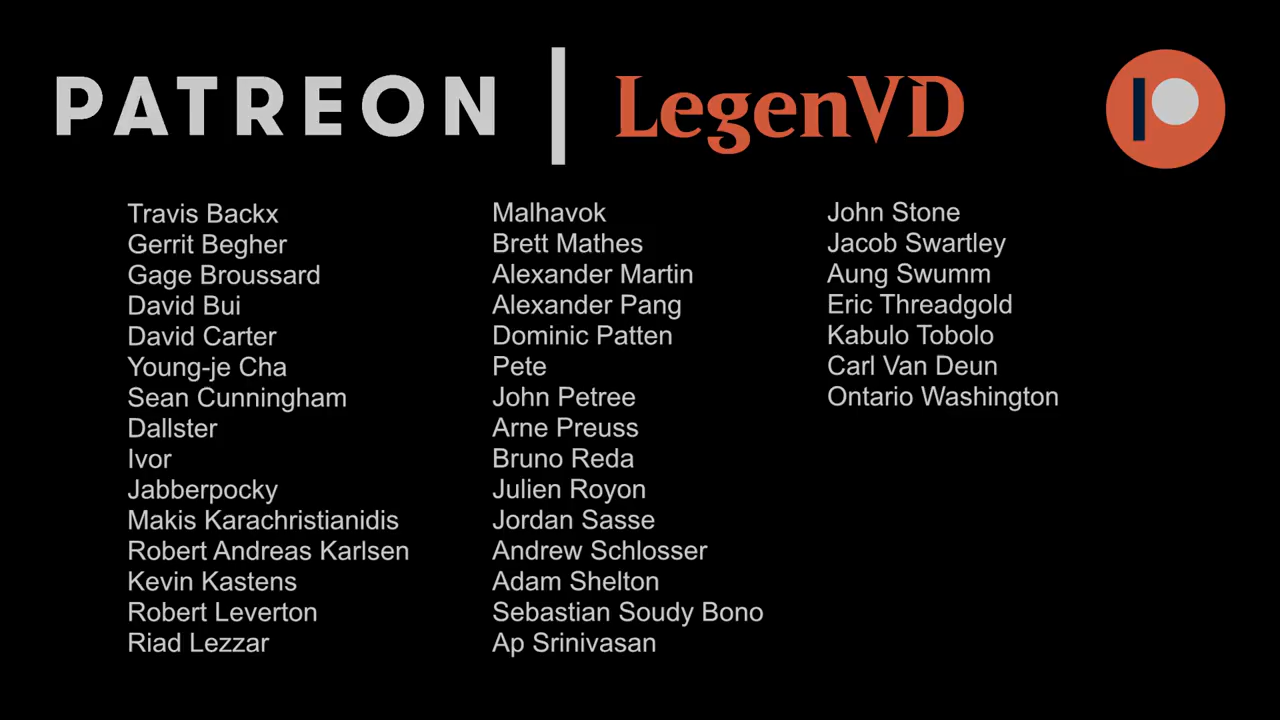 PATREON | LegenVD
Travis Backx
Gerrit Begher
Gage Broussard
David Bui
David Carter
Young-je Cha
Sean Cunningham
Dallster
Ivor
Jabberpocky
Makis Karachristianidis
Robert Andreas Karlsen
Kevin Kastens
Robert Leverton
Riad Lezzar
Malhavok
Brett Mathes
Alexander Martin
Alexander Pang
Dominic Patten
Pete
John Petree
Arne Preuss
Bruno Reda
Julien Royon
Jordan Sasse
Andrew Schlosser
Adam Shelton
Sebastian Soudy Bono
Ap Srinivasan
John Stone
Jacob Swartley
Aung Swumm
Eric Threadgold
Kabulo Tobolo
Carl Van Deun
Ontario Washington